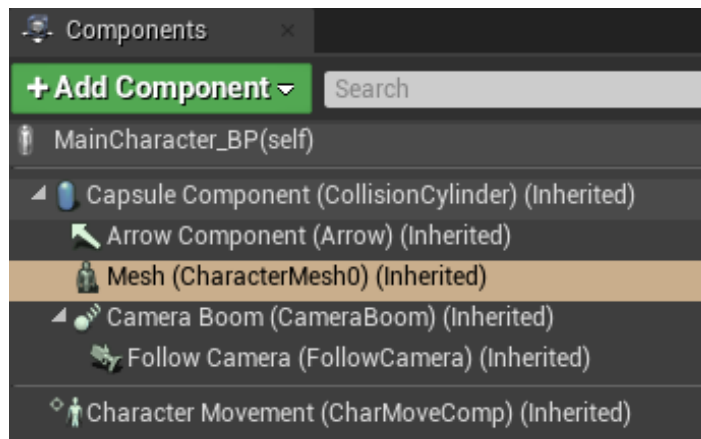 Components
+ Add Component
Search
MainCharacter_BP(self)
Capsule Component (CollisionCylinder) (Inherited)
Arrow Component (Arrow) (Inherited)
Mesh (CharacterMesh0) (Inherited)
Camera Boom (CameraBoom) (Inherited)
Follow Camera (FollowCamera) (Inherited)
Character Movement (CharMoveComp) (Inherited)